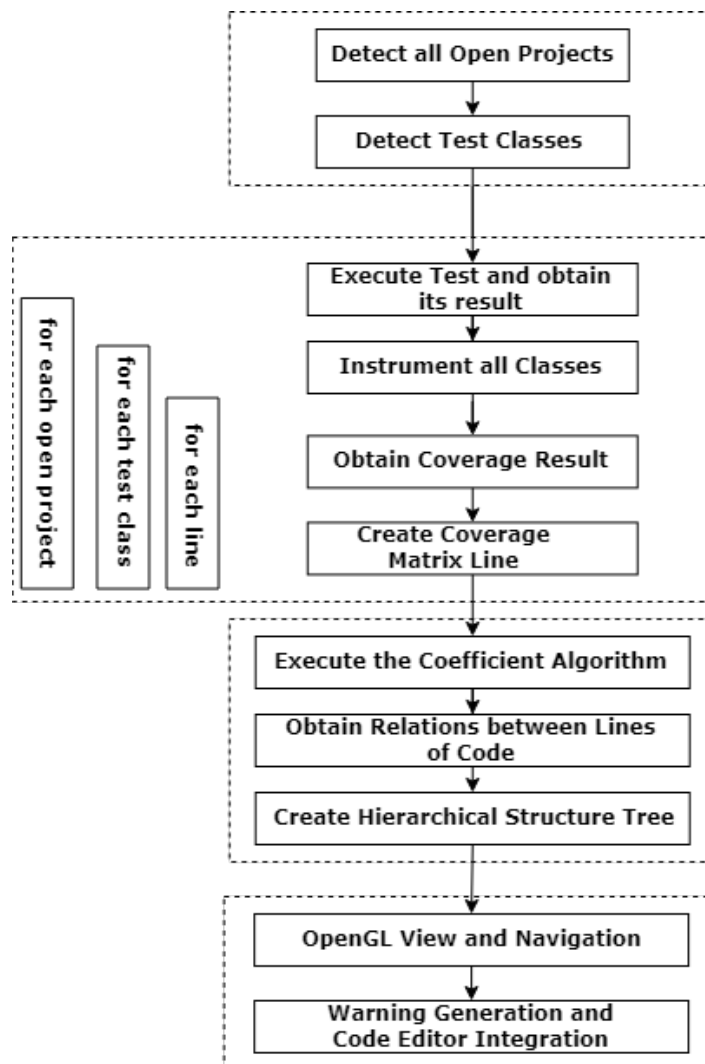 Detect all Open Projects
Detect Test Classes
Execute Test and obtain
its result
Instrument all Classes
Obtain Coverage Result
Create Coverage
Matrix Line
for each open project
for each test class
for each line
Execute the Coefficient Algorithm
Obtain Relations between Lines
of Code
Create Hierarchical Structure Tree
OpenGL View and Navigation
Warning Generation and
Code Editor Integration